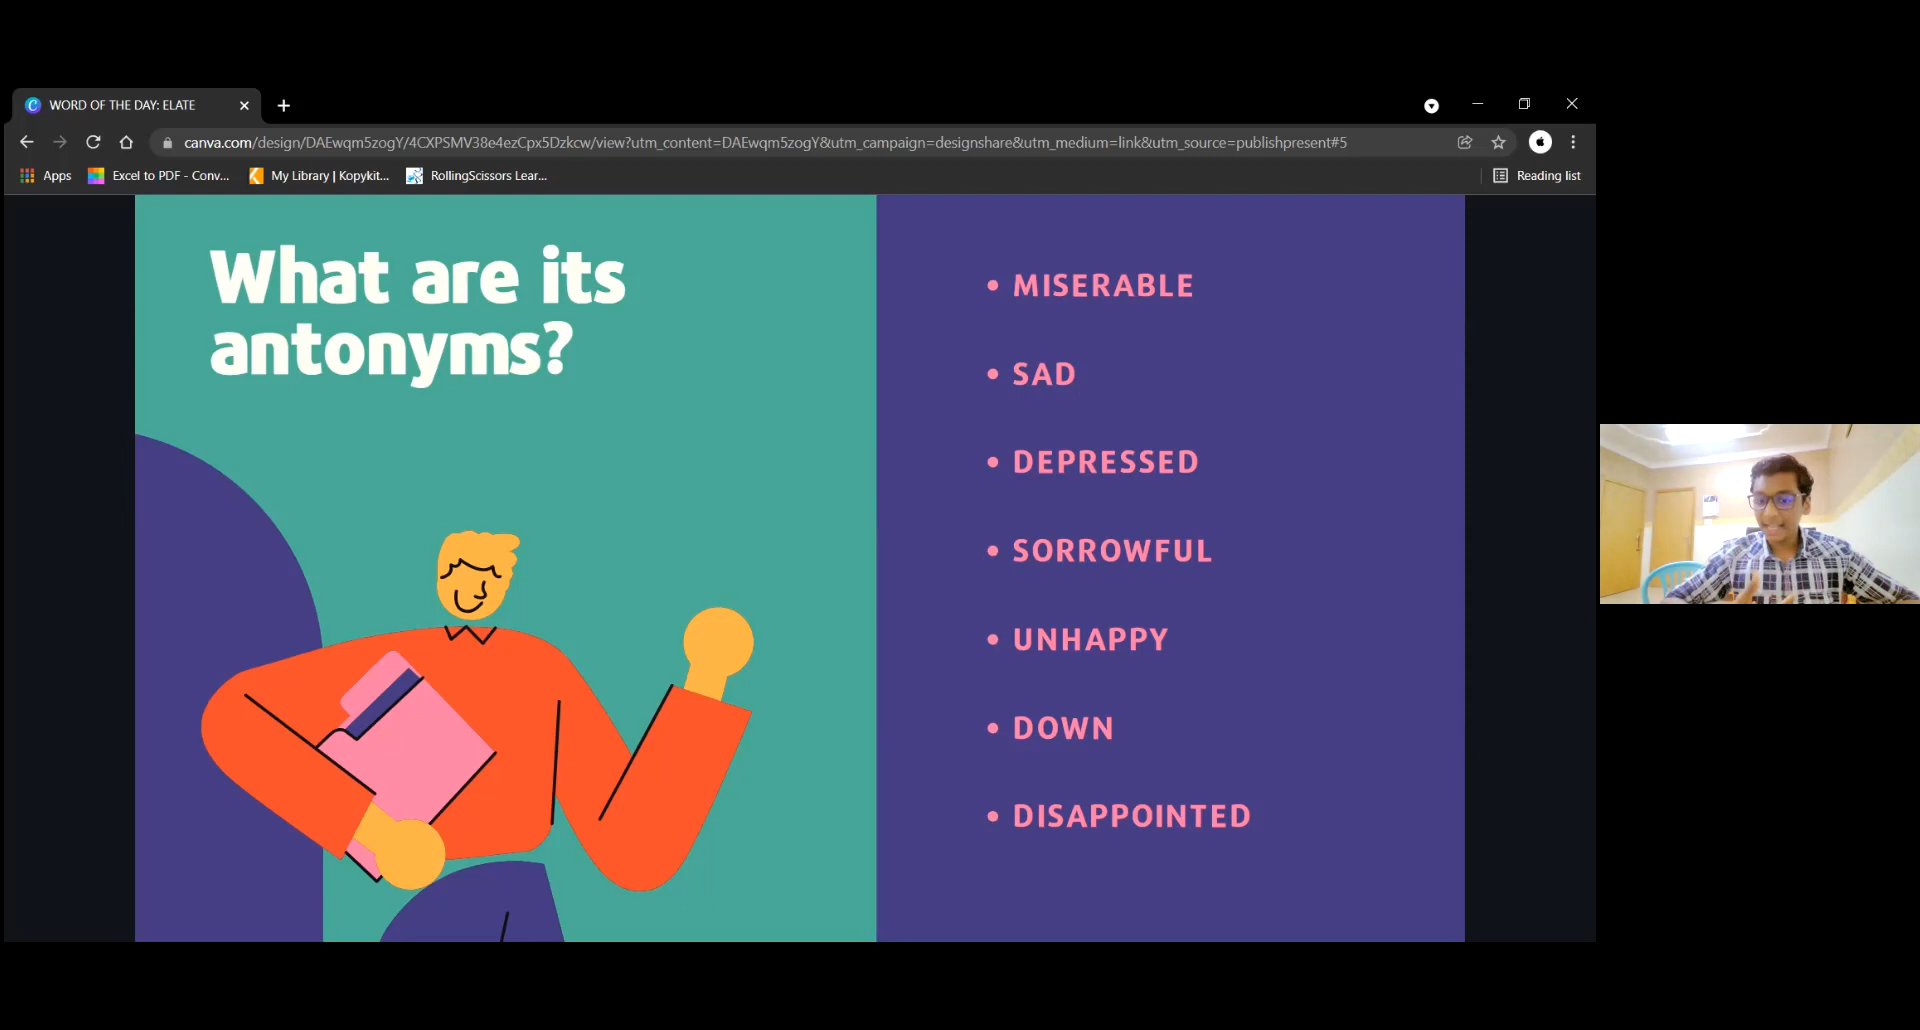 WORD OF THE DAY: ELATE
canva.com/design/DAEwqm5zogY/4CXPSMV38e4ezCpx5Dzkcw/view?utm_content=DAEwqm5zogY&utm_campaign=designshare&utm_medium=link&utm_source=publishpresent#5
Apps Excel to PDF - Conv... My Library | Kopykit... RollingScissors Lear... Reading list
What are its
antonyms?
• MISERABLE
• SAD
• DEPRESSED
• SORROWFUL
• UNHAPPY
• DOWN
• DISAPPOINTED